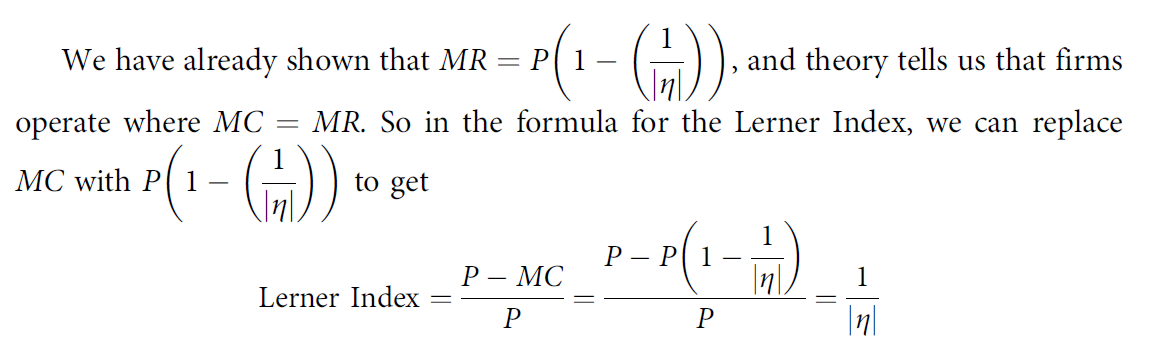 We have already shown that MR = P(1 − (1/|η|)), and theory tells us that firms
operate where MC = MR. So in the formula for the Lerner Index, we can replace
MC with P(1 − (1/|η|)) to get
Lerner Index = (P − MC)/P = (P − P(1 − 1/|η|))/P = 1/|η|